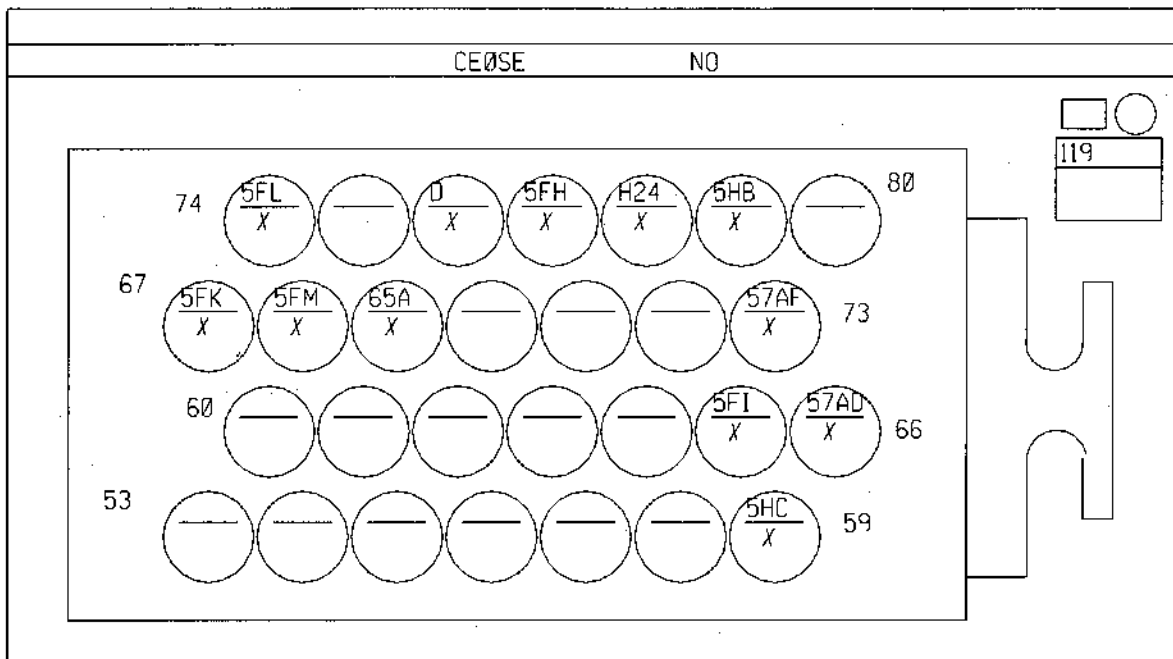 CEØSE NO
119
74 5FL D 5FH H24 5HB 80
X X X X X
67 5FK 5FM 65A 57AF 73
X X X X
60 5FI 57AD 66
X X
53 5HC 59
X